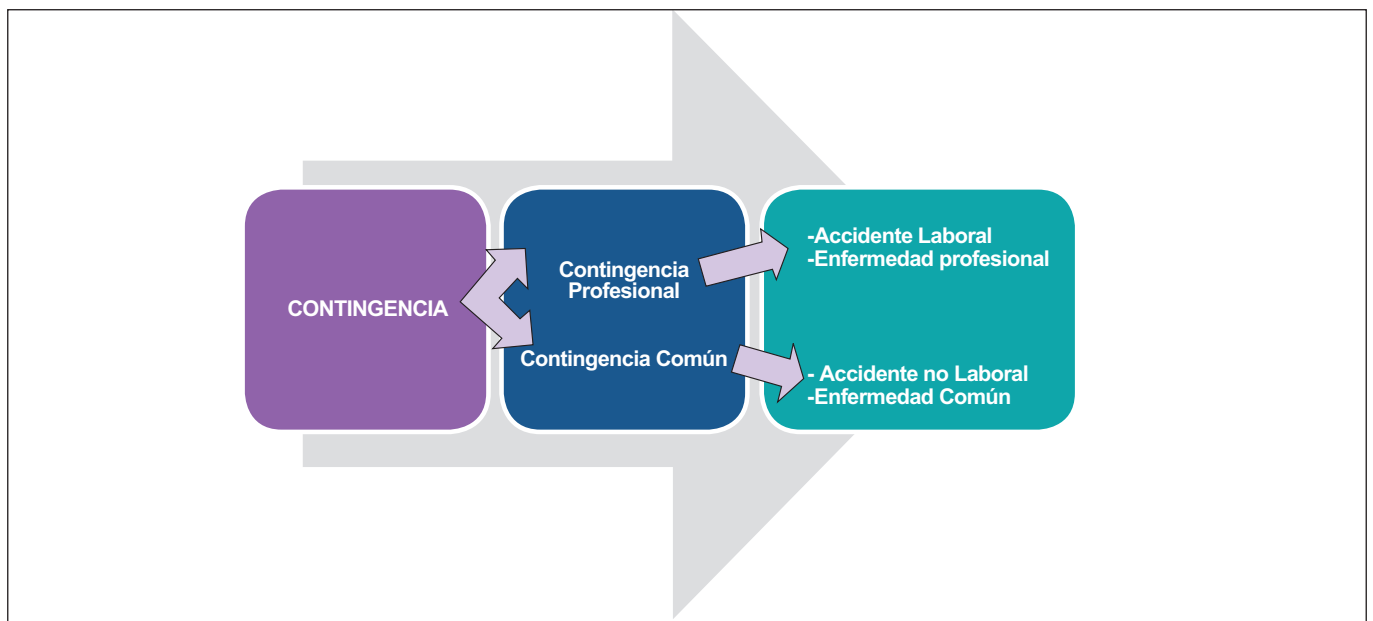 CONTINGENCIA
Contingencia
Profesional
Contingencia Común
-Accidente Laboral
-Enfermedad profesional
- Accidente no Laboral
-Enfermedad Común